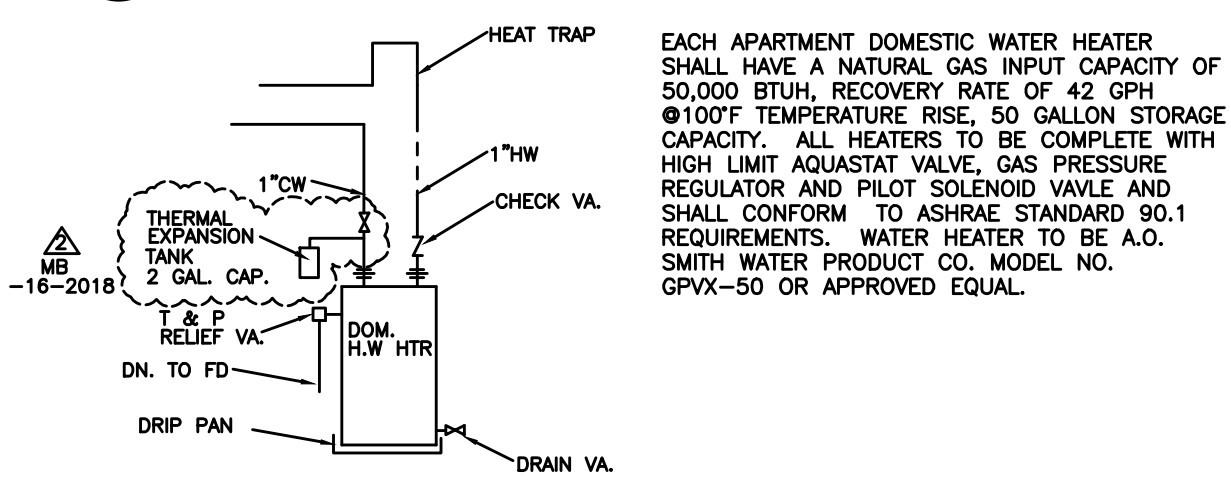 HEAT TRAP
1"HW
1"CW
CHECK VA.
THERMAL
EXPANSION
TANK
2 GAL. CAP.
2
MB
-16-2018
T & P
RELIEF VA.
DOM.
H.W HTR
DN. TO FD
DRIP PAN
DRAIN VA.
EACH APARTMENT DOMESTIC WATER HEATER
SHALL HAVE A NATURAL GAS INPUT CAPACITY OF
50,000 BTUH, RECOVERY RATE OF 42 GPH
@100°F TEMPERATURE RISE, 50 GALLON STORAGE
CAPACITY. ALL HEATERS TO BE COMPLETE WITH
HIGH LIMIT AQUASTAT VALVE, GAS PRESSURE
REGULATOR AND PILOT SOLENOID VAVLE AND
SHALL CONFORM TO ASHRAE STANDARD 90.1
REQUIREMENTS. WATER HEATER TO BE A.O.
SMITH WATER PRODUCT CO. MODEL NO.
GPVX-50 OR APPROVED EQUAL.